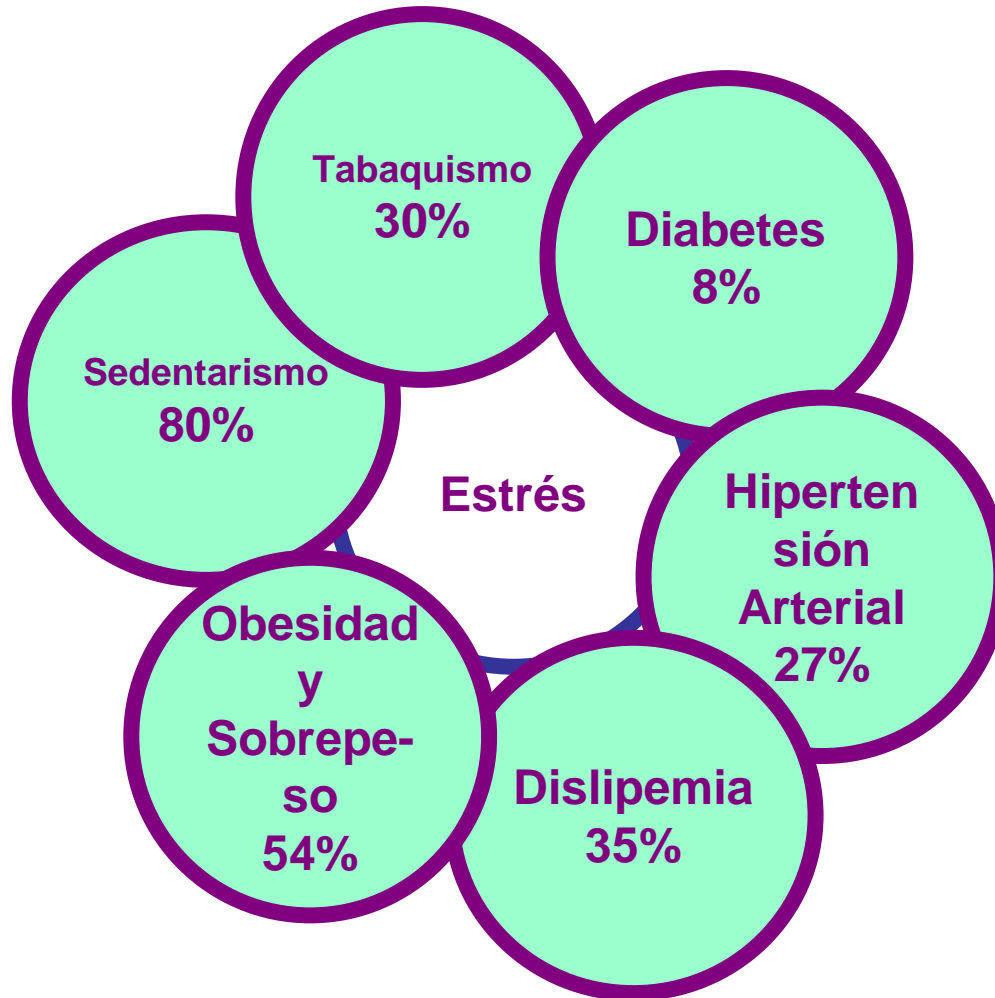 Tabaquismo
30%
Diabetes
8%
Sedentarismo
80%
Estrés
Hiperten
sión
Arterial
27%
Obesidad
y
Sobrepe-
so
54%
Dislipemia
35%